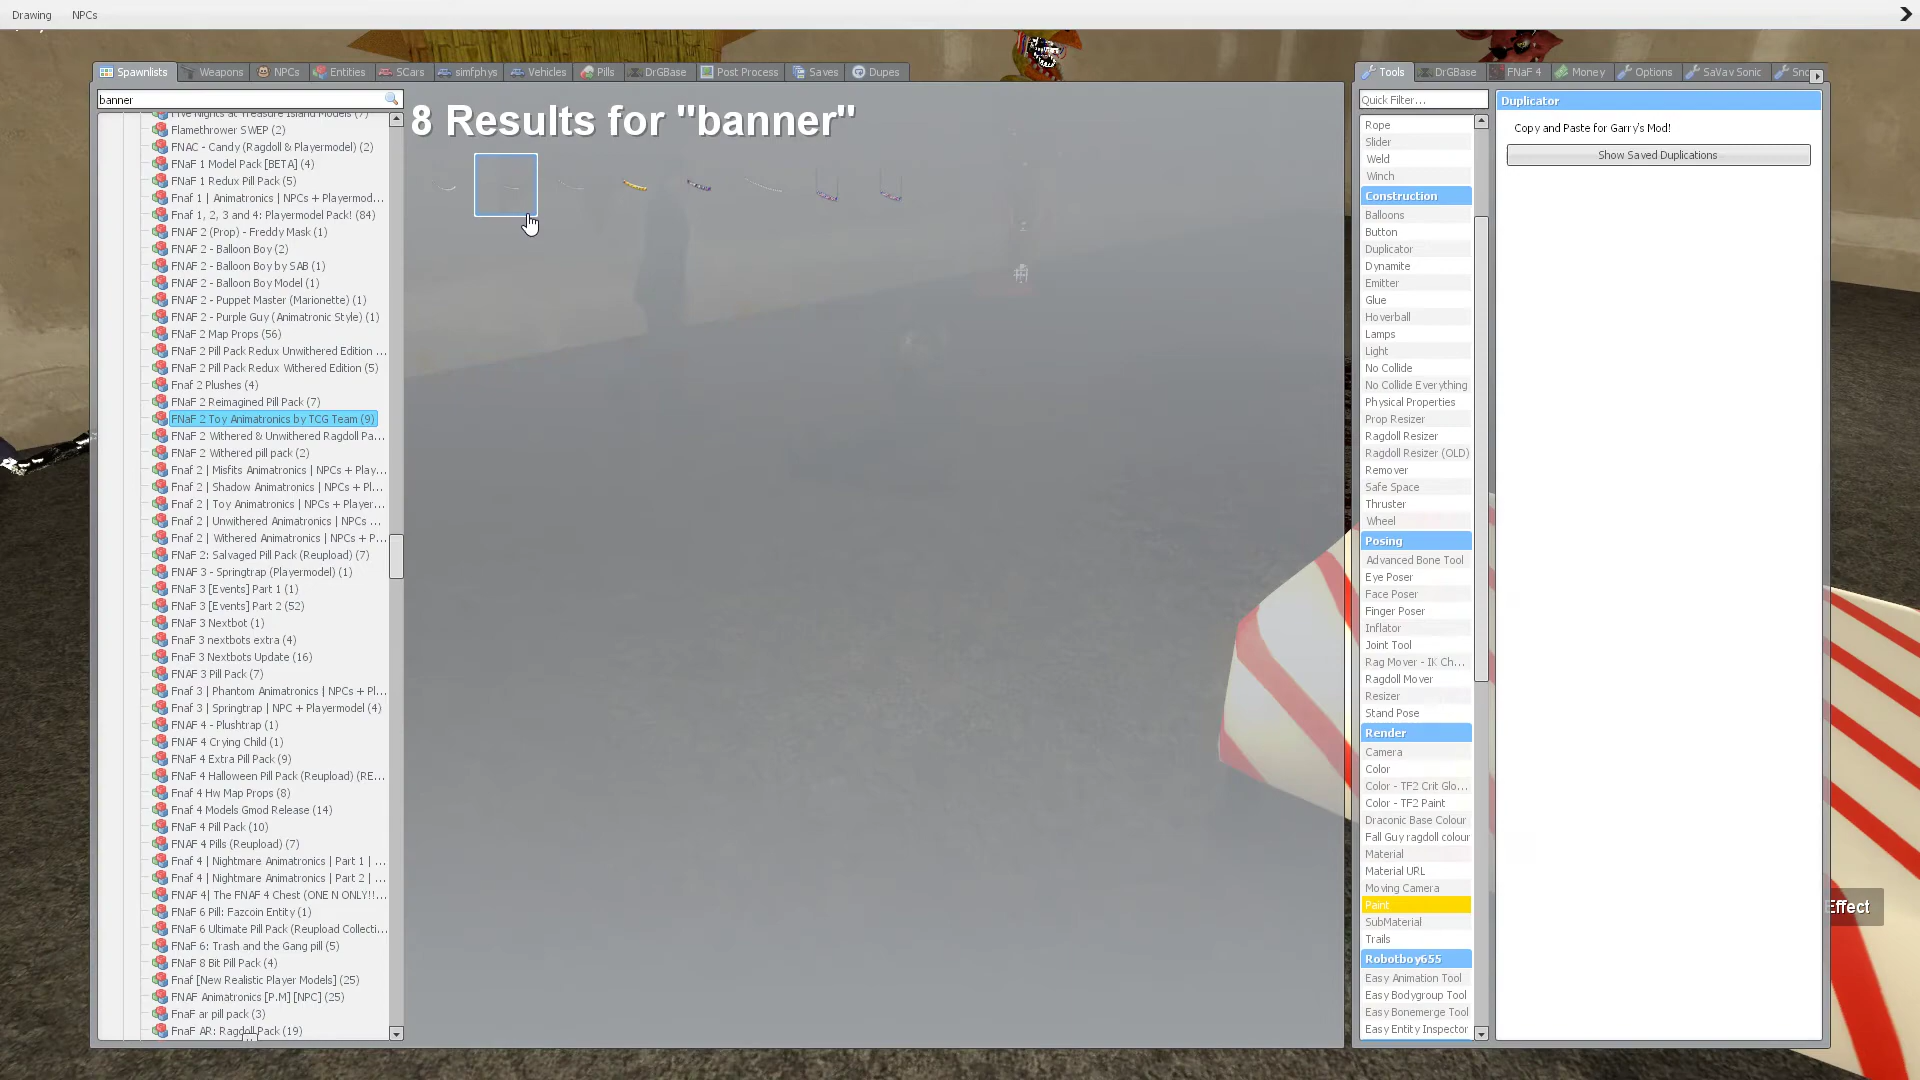 Drawing NPCs
Spawnlists Weapons NPCs Entities SCars simfphys Vehicles Pills DrGBase Post Process Saves Dupes
banner
8 Results for "banner"
Five Nights at Treasure Island Models (7)
Flamethrower SWEP (2)
FNAC - Candy (Ragdoll & Playermodel) (2)
FNAF 1 Model Pack [BETA] (4)
FNaF 1 Redux Pill Pack (5)
Fnaf 1 | Animatronics | NPCs + Playermod...
Fnaf 1, 2, 3 and 4: Playermodel Pack! (84)
FNAF 2 (Prop) - Freddy Mask (1)
FNAF 2 - Balloon Boy (2)
FNAF 2 - Balloon Boy by SAB (1)
FNAF 2 - Balloon Boy Model (1)
FNAF 2 - Puppet Master (Marionette) (1)
FNAF 2 - Purple Guy (Animatronic Style) (1)
FNaF 2 Map Props (56)
FNaF 2 Pill Pack Redux Unwithered Edition ...
FNaF 2 Pill Pack Redux Withered Edition (5)
Fnaf 2 Plushes (4)
FNAF 2 Reimagined Pill Pack (7)
FNaF 2 Toy Animatronics by TCG Team (9)
FNAF 2 Withered & Unwithered Ragdoll Pa...
FNAF 2 Withered pill pack (2)
Fnaf 2 | Misfits Animatronics | NPCs + Play...
Fnaf 2 | Shadow Animatronics | NPCs + Pl...
Fnaf 2 | Toy Animatronics | NPCs + Player...
Fnaf 2 | Unwithered Animatronics | NPCs ...
Fnaf 2 | Withered Animatronics | NPCs + P...
FNAF 2: Salvaged Pill Pack (Reupload) (7)
FNAF 3 - Springtrap (Playermodel) (1)
FNaF 3 [Events] Part 1 (1)
FNaF 3 [Events] Part 2 (52)
FNAF 3 Nextbot (1)
FnaF 3 nextbots extra (4)
FnaF 3 Nextbots Update (16)
FNAF 3 Pill Pack (7)
Fnaf 3 | Phantom Animatronics | NPCs + Pl...
Fnaf 3 | Springtrap | NPC + Playermodel (4)
FNAF 4 - Plushtrap (1)
FNAF 4 Crying Child (1)
FNAF 4 Extra Pill Pack (9)
FNAF 4 Halloween Pill Pack (Reupload) (RE...
Fnaf 4 Hw Map Props (8)
Fnaf 4 Models Gmod Release (14)
FNAF 4 Pill Pack (10)
FNAF 4 Pills (Reupload) (7)
Fnaf 4 | Nightmare Animatronics | Part 1 | ...
Fnaf 4 | Nightmare Animatronics | Part 2 | ...
FNAF 4| The FNAF 4 Chest (ONE N ONLY!!...
FNAF 6 Pill: Fazcoin Entity (1)
FNaF 6 Ultimate Pill Pack (Reupload Collecti...
FNAF 6: Trash and the Gang pill (5)
FNAF 8 Bit Pill Pack (4)
Fnaf [New Realistic Player Models] (25)
FNAF Animatronics [P.M] [NPC] (25)
FnaF ar pill pack (3)
FnaF AR: Ragdoll Pack (19)
Tools DrGBase FNaF 4 Money Options SaVav Sonic Sno
Quick Filter...
Rope
Slider
Weld
Winch
Construction
Balloons
Button
Duplicator
Dynamite
Emitter
Glue
Hoverball
Lamps
Light
No Collide
No Collide Everything
Physical Properties
Prop Resizer
Ragdoll Resizer
Ragdoll Resizer (OLD)
Remover
Safe Space
Thruster
Wheel
Posing
Advanced Bone Tool
Eye Poser
Face Poser
Finger Poser
Inflator
Joint Tool
Rag Mover - IK Ch...
Ragdoll Mover
Resizer
Stand Pose
Render
Camera
Color
Color - TF2 Crit Glo...
Color - TF2 Paint
Draconic Base Colour
Fall Guy ragdoll colour
Material
Material URL
Moving Camera
Paint
SubMaterial
Trails
Robotboy655
Easy Animation Tool
Easy Bodygroup Tool
Easy Bonemerge Tool
Easy Entity Inspector
Duplicator
Copy and Paste for Garry's Mod!
Show Saved Duplications
Effect